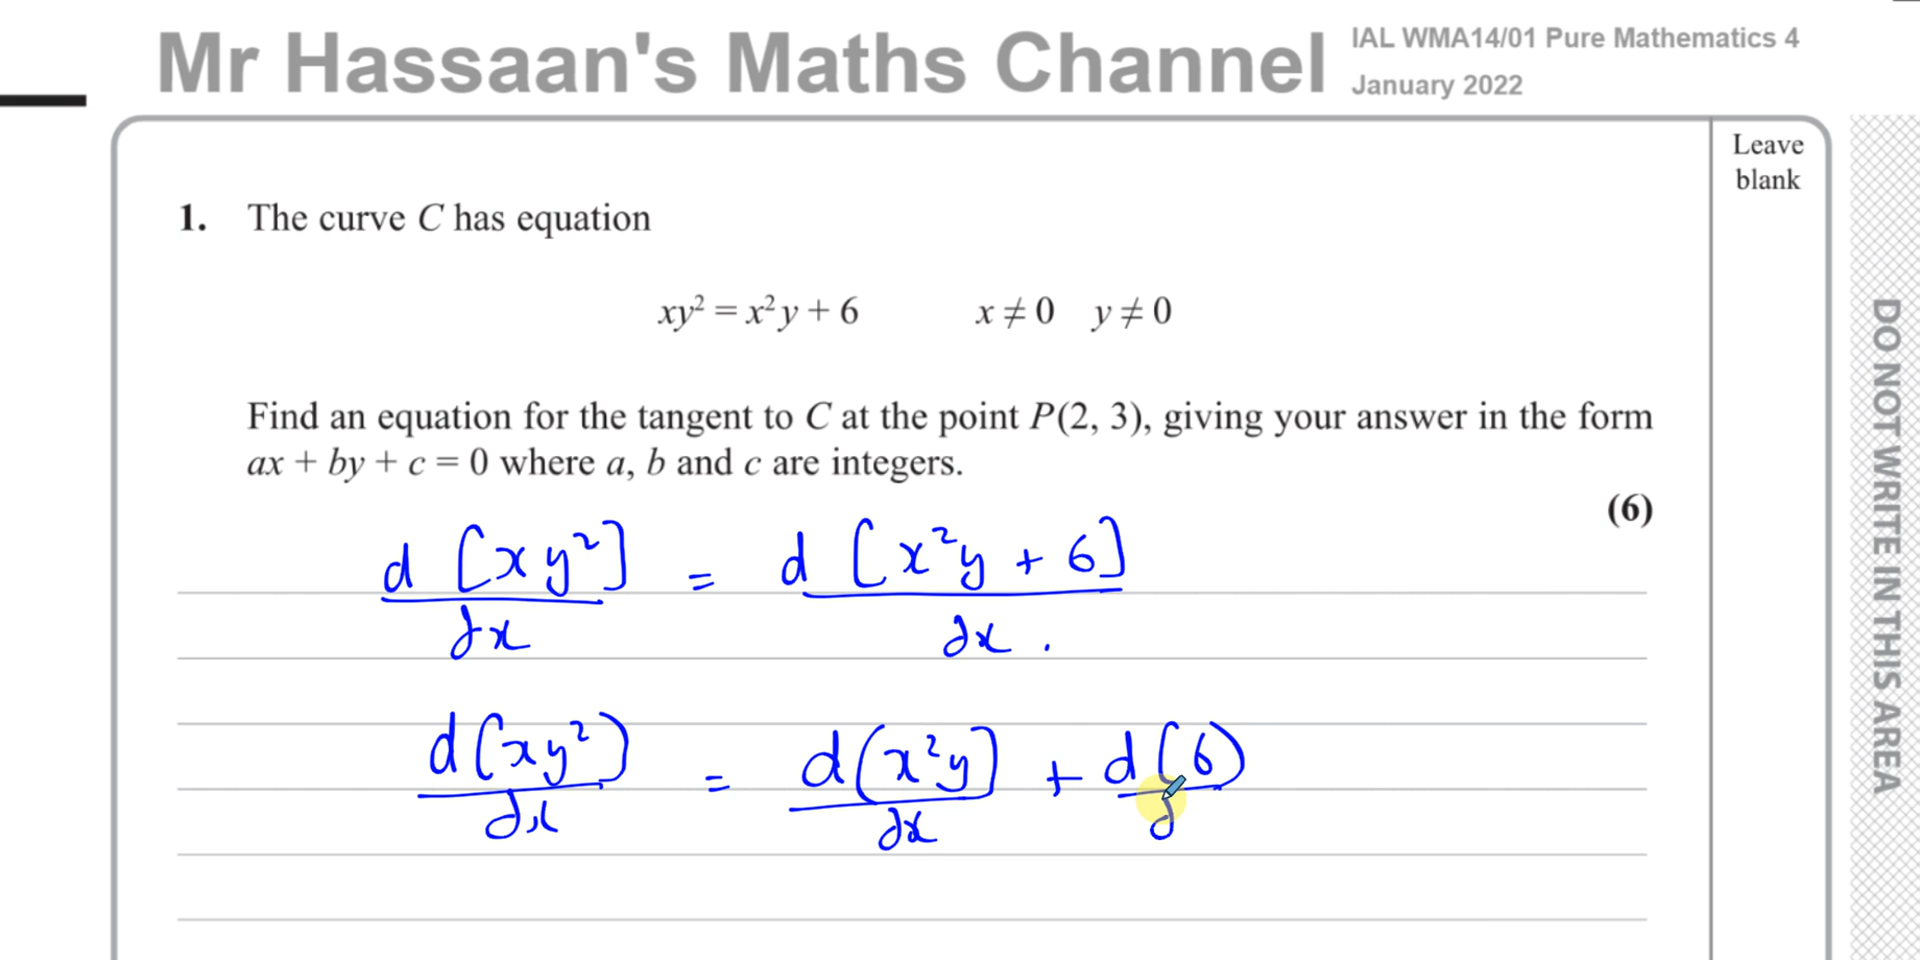 Mr Hassaan's Maths Channel
IAL WMA14/01 Pure Mathematics 4
January 2022
Leave
blank
1. The curve C has equation
xy² = x²y + 6 x ≠ 0 y ≠ 0
Find an equation for the tangent to C at the point P(2, 3), giving your answer in the form
ax + by + c = 0 where a, b and c are integers.
(6)
d [xy²] = d [x²y + 6]
dx dx .
d(xy²) = d(x²y) + d(6)
dx dx d
DO NOT WRITE IN THIS AREA